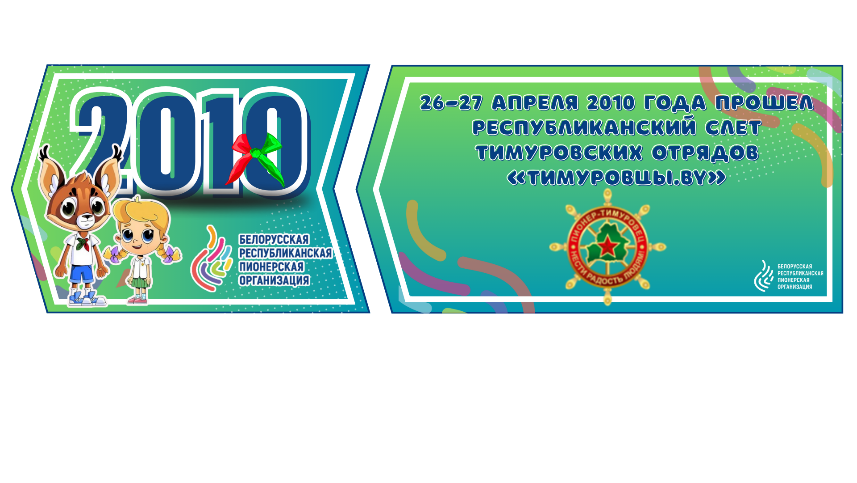 2010
БЕЛОРУССКАЯ
РЕСПУБЛИКАНСКАЯ
ПИОНЕРСКАЯ
ОРГАНИЗАЦИЯ
26–27 АПРЕЛЯ 2010 ГОДА ПРОШЕЛ
РЕСПУБЛИКАНСКИЙ СЛЕТ
ТИМУРОВСКИХ ОТРЯДОВ
«ТИМУРОВЦЫ.BY»
ПИОНЕР-ТИМУРОВЕЦ
НЕСТИ РАДОСТЬ ЛЮДЯМ!
БЕЛОРУССКАЯ
РЕСПУБЛИКАНСКАЯ
ПИОНЕРСКАЯ
ОРГАНИЗАЦИЯ